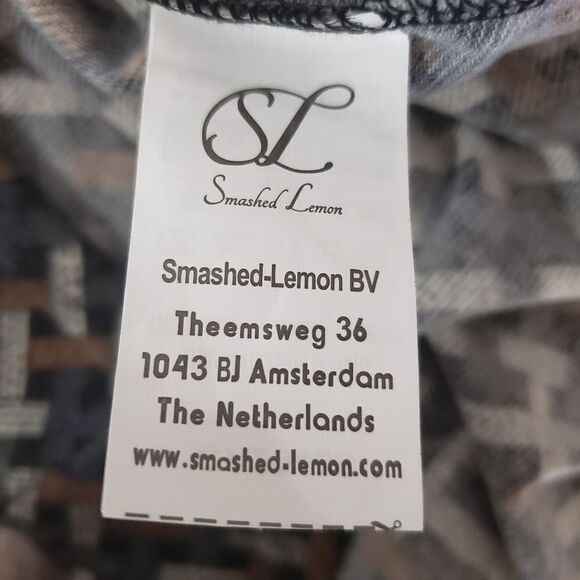 SL
Smashed Lemon
Smashed-Lemon BV
Theemsweg 36
1043 BJ Amsterdam
The Netherlands
www.smashed-lemon.com